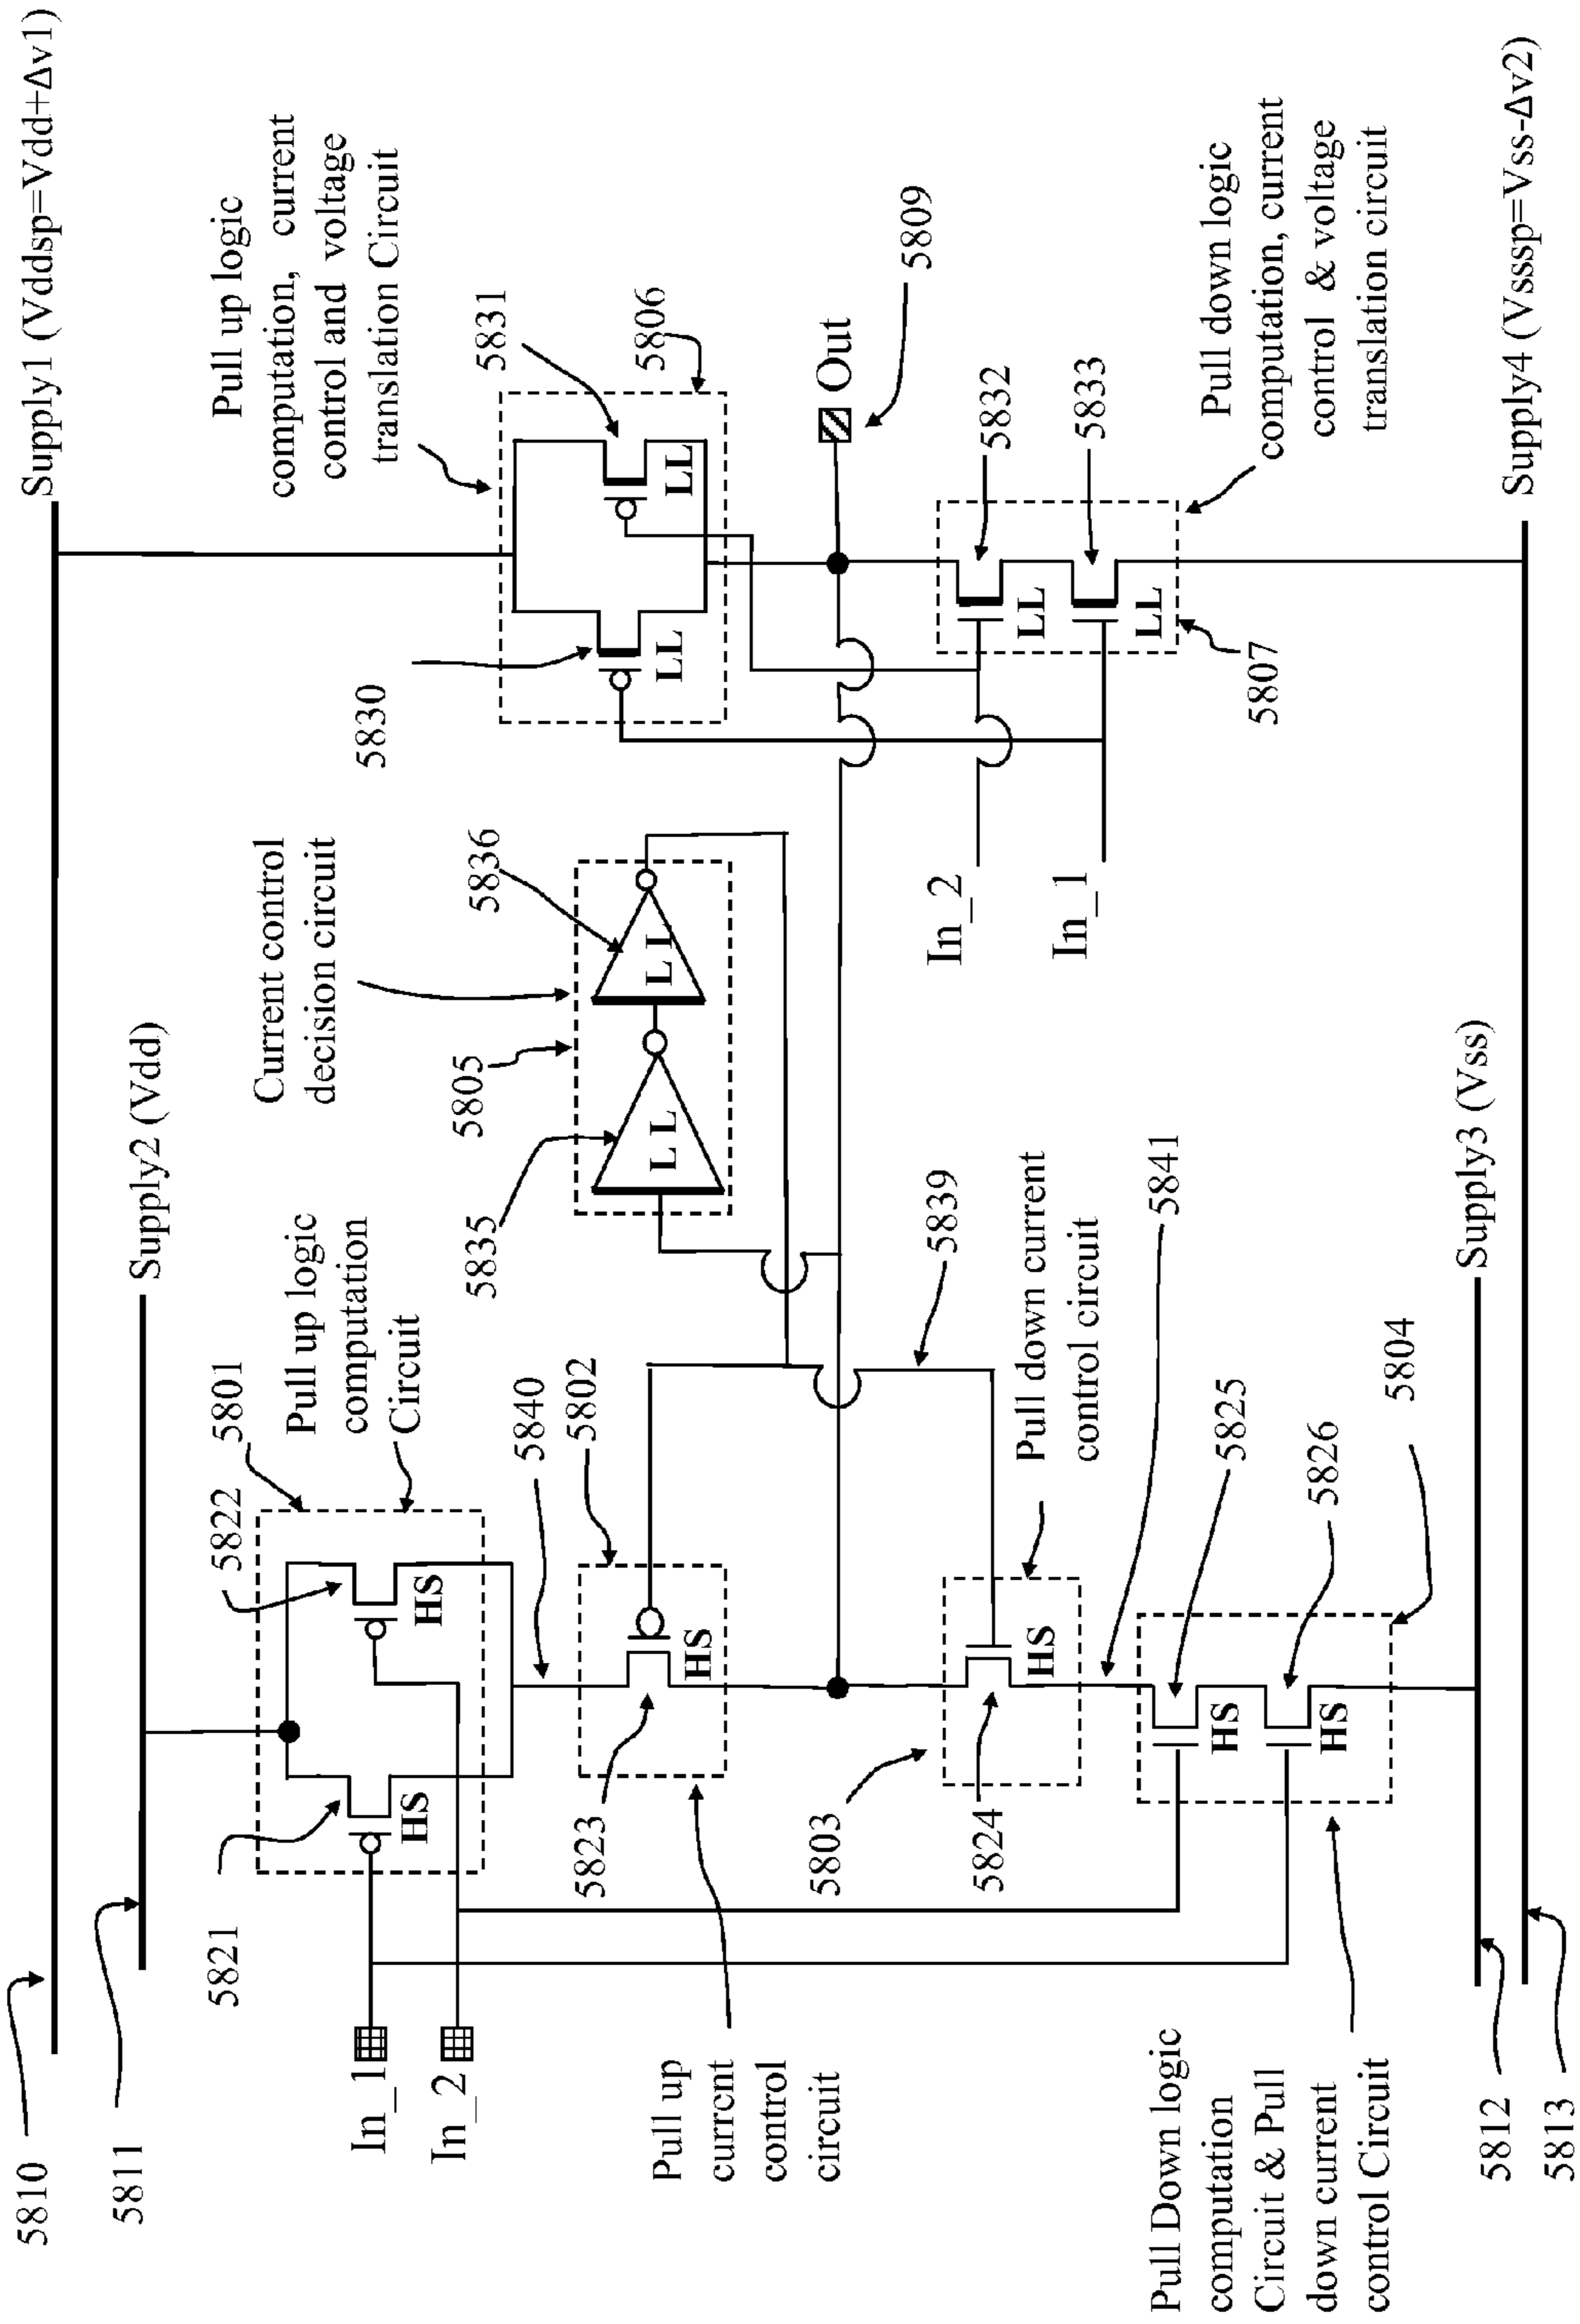 5810
5811
Supply1 (Vddsp=Vdd+Δv1)
Supply2 (Vdd)
In_1
In_2
5821
HS
5822
HS
5801
Pull up logic
computation
Circuit
5840
5802
5823
HS
Pull up
current
control
circuit
5803
5824
HS
Pull down current
control circuit
5839
5841
5825
HS
5826
HS
5804
Pull Down logic
computation
Circuit & Pull
down current
control Circuit
5812
5813
Supply3 (Vss)
Supply4 (Vsssp=Vss-Δv2)
Current control
decision circuit
5805
5835
L L
5836
L L
5830
LL
5831
LL
5806
Pull up logic
computation, current
control and voltage
translation Circuit
Out
5809
In_2
In_1
5832
LL
5833
LL
5807
Pull down logic
computation, current
control & voltage
translation circuit